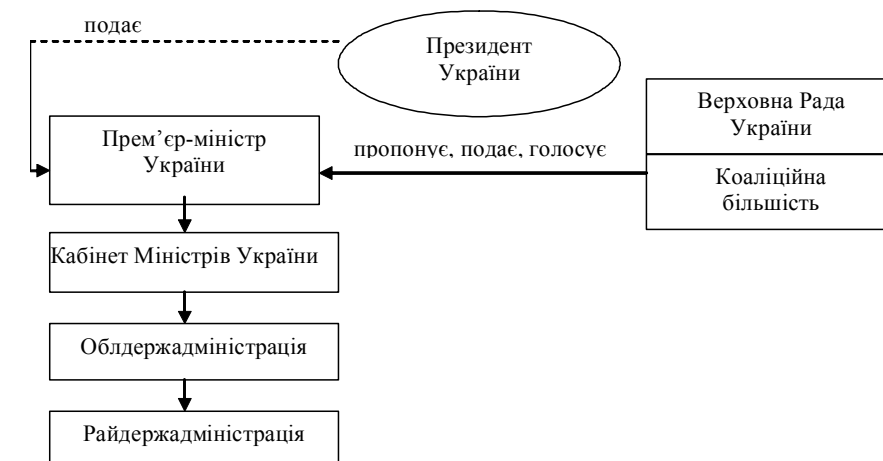 подає
Президент
України
Верховна Рада
України
Прем’єр-міністр
України
пропонує, подає, голосує
Коаліційна
більшість
Кабінет Міністрів України
Облдержадміністрація
Райдержадміністрація